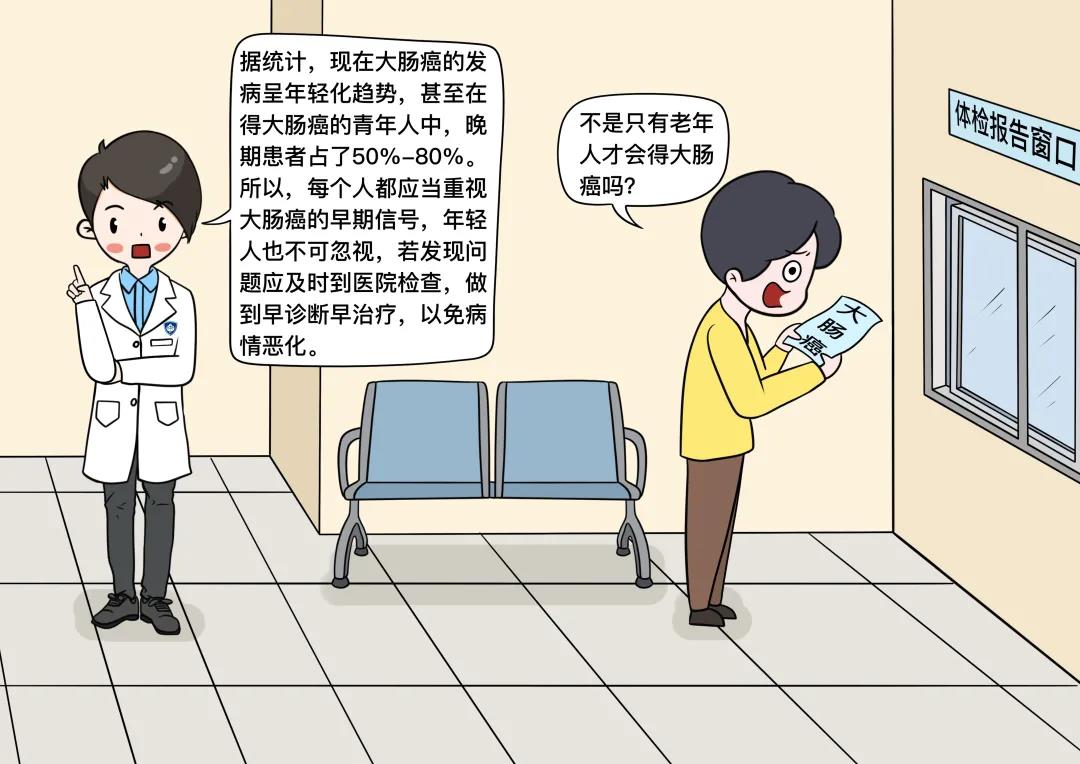 据统计，现在大肠癌的发
病呈年轻化趋势，甚至在
得大肠癌的青年人中，晚
期患者占了50%-80%。
所以，每个人都应当重视
大肠癌的早期信号，年轻
人也不可忽视，若发现问
题应及时到医院检查，做
到早诊断早治疗，以免病
情恶化。
不是只有老年
人才会得大肠
癌吗？
体检报告窗口
大肠癌